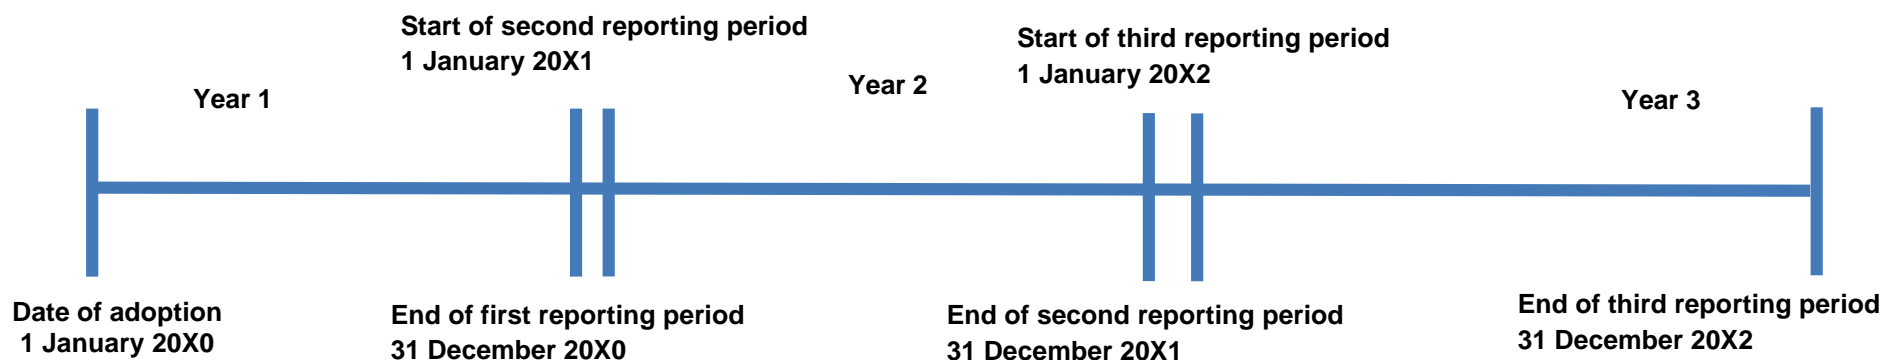 Start of second reporting period
1 January 20X1
Start of third reporting period
1 January 20X2
Year 1
Year 2
Year 3
Date of adoption
1 January 20X0
End of first reporting period
31 December 20X0
End of second reporting period
31 December 20X1
End of third reporting period
31 December 20X2